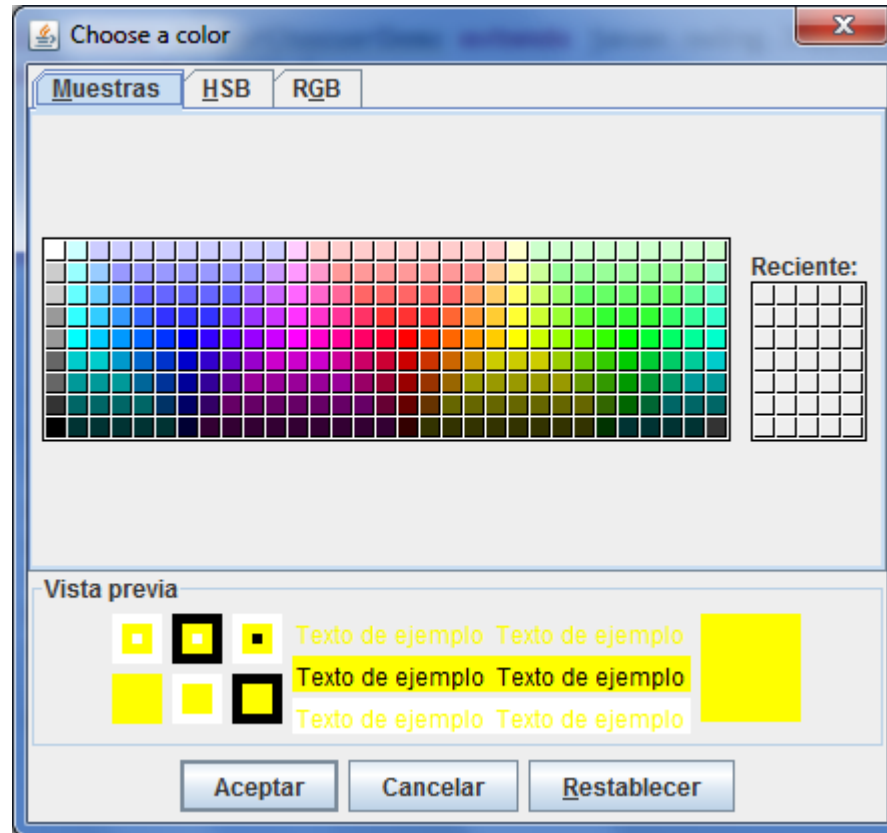 Choose a color
Muestras HSB RGB
Reciente:
Vista previa
Texto de ejemplo Texto de ejemplo
Texto de ejemplo Texto de ejemplo
Texto de ejemplo Texto de ejemplo
Aceptar Cancelar Restablecer